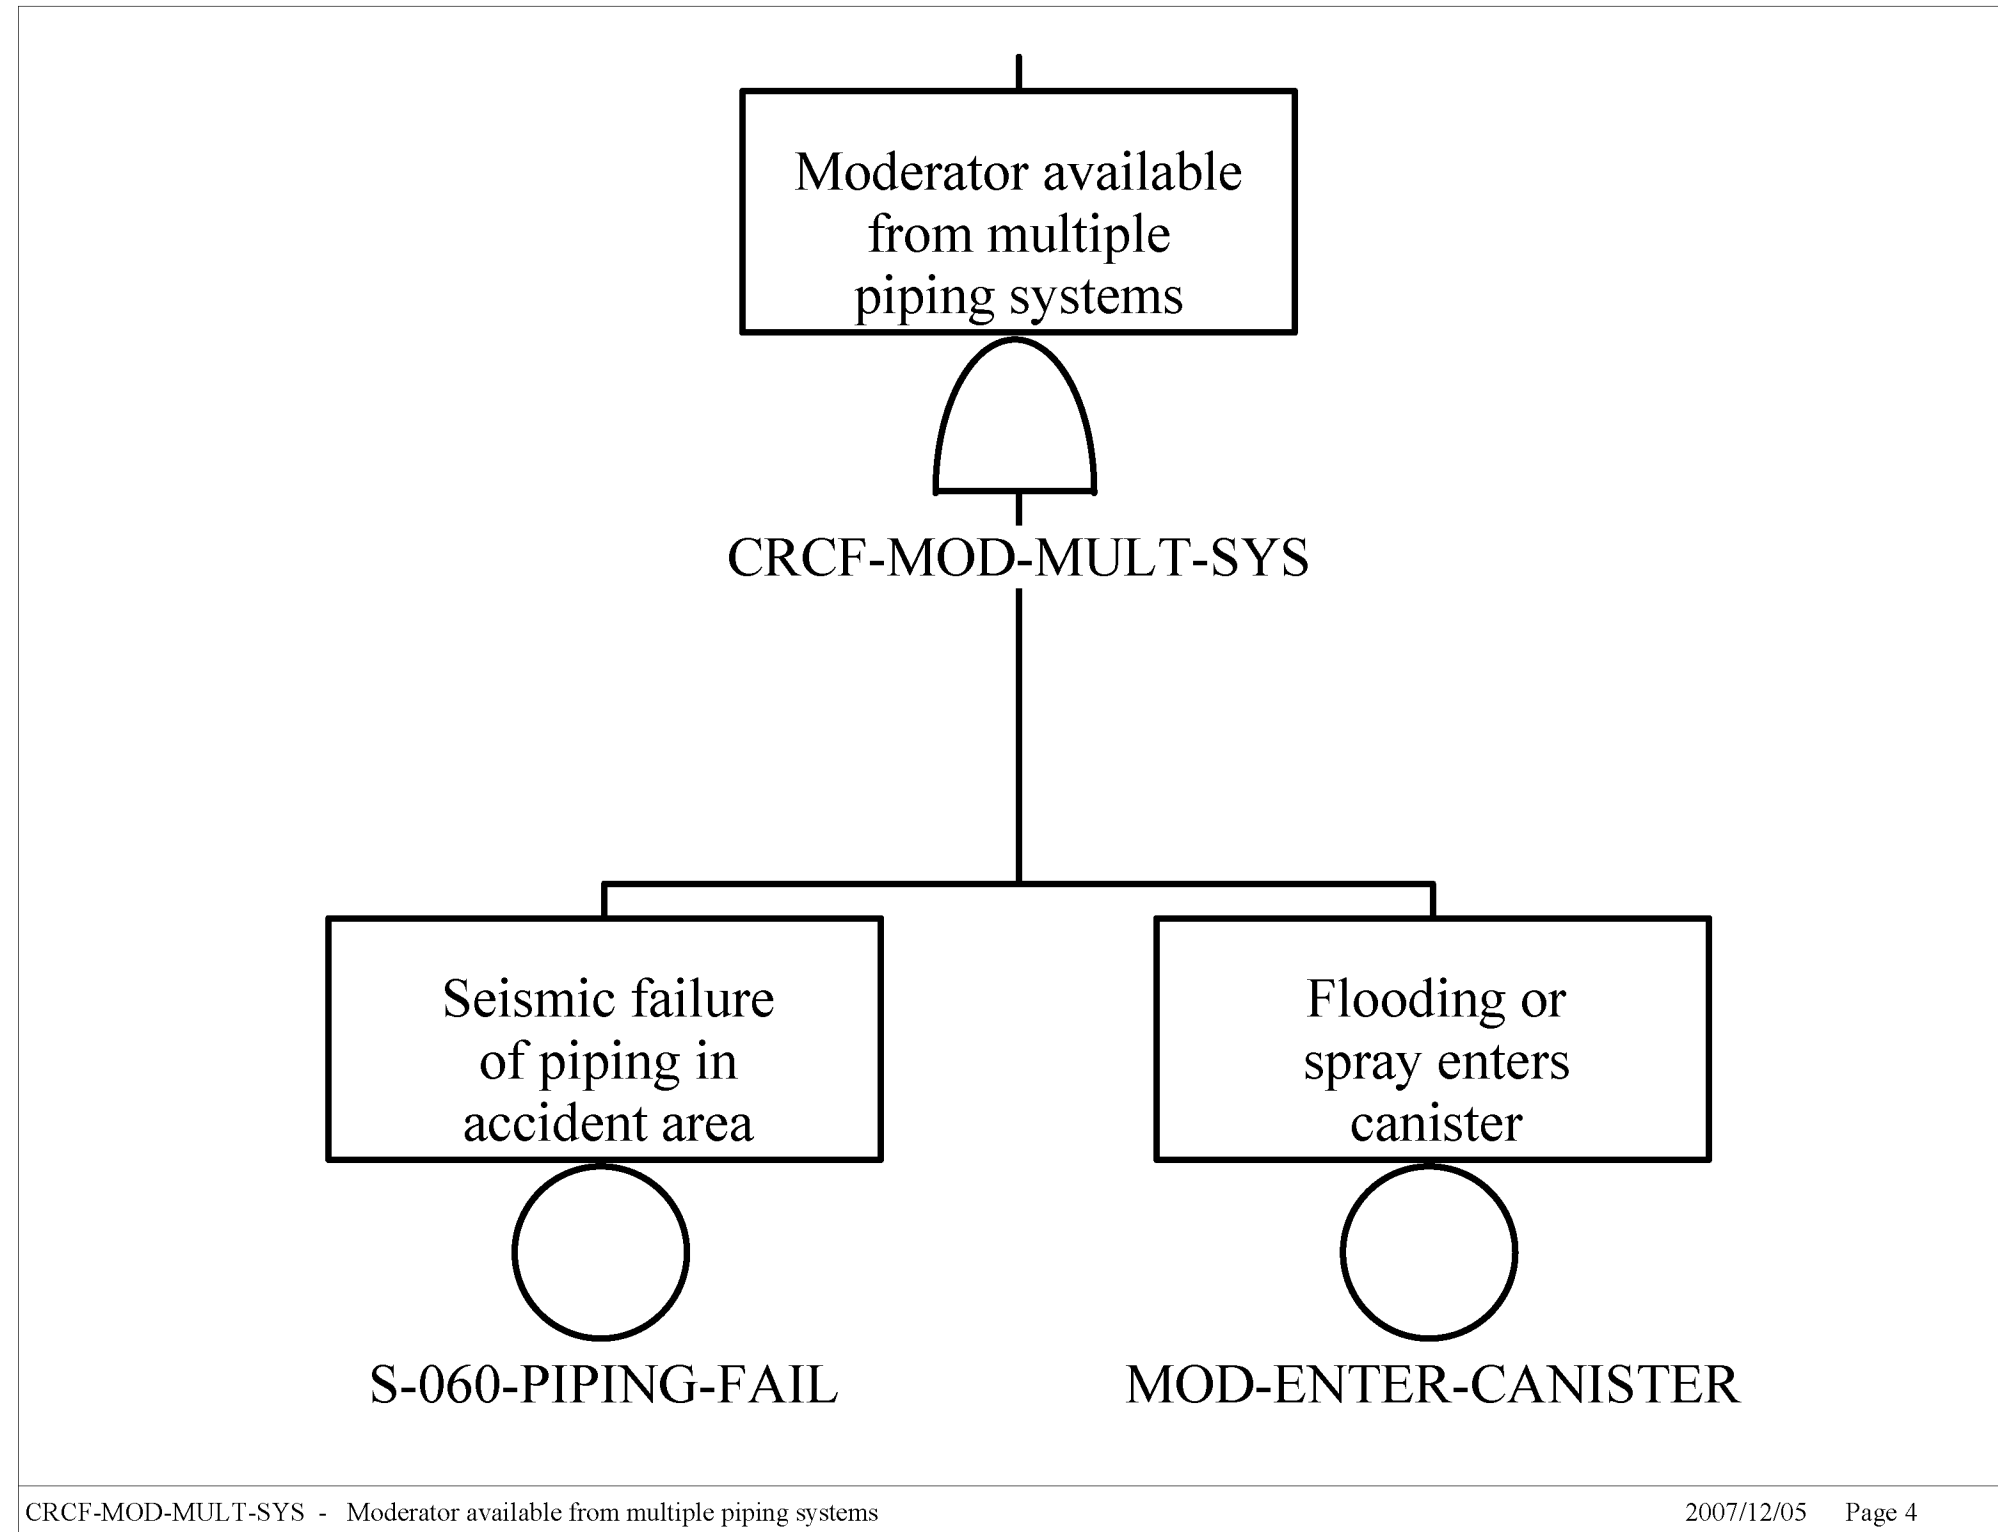 Moderator available
from multiple
piping systems
CRCF-MOD-MULT-SYS
Seismic failure
of piping in
accident area
S-060-PIPING-FAIL
Flooding or
spray enters
canister
MOD-ENTER-CANISTER
CRCF-MOD-MULT-SYS - Moderator available from multiple piping systems
2007/12/05 Page 4